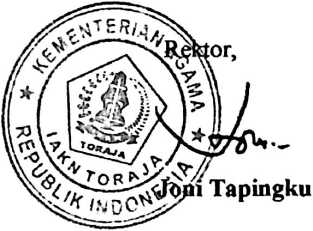 Rektor,
KEMENTERIAN AGAMA
TORAJA
IAKN TORAJA
REPUBLIK INDONESIA
Joni Tapingku